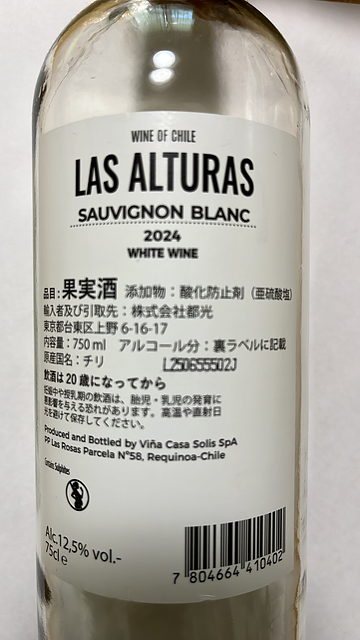 WINE OF CHILE
LAS ALTURAS
SAUVIGNON BLANC
2024
WHITE WINE
品目：果実酒 添加物：酸化防止剤（亜硫酸塩）
輸入者及び引取先：株式会社都光
東京都台東区上野 6-16-17
内容量：750 ml アルコール分：裏ラベルに記載
原産国名：チリ L250655502J
飲酒は 20 歳になってから
妊娠中や授乳期の飲酒は、胎児・乳児の発育に
悪影響を与える恐れがあります。高温や直射日
光を避けて保存してください。
Produced and Bottled by Viña Casa Solis SpA
PP Las Rosas Parcela N°58, Requinoa-Chile
Contains Sulphites
Alc.12,5% vol.-
75cl e
7 804664 410402